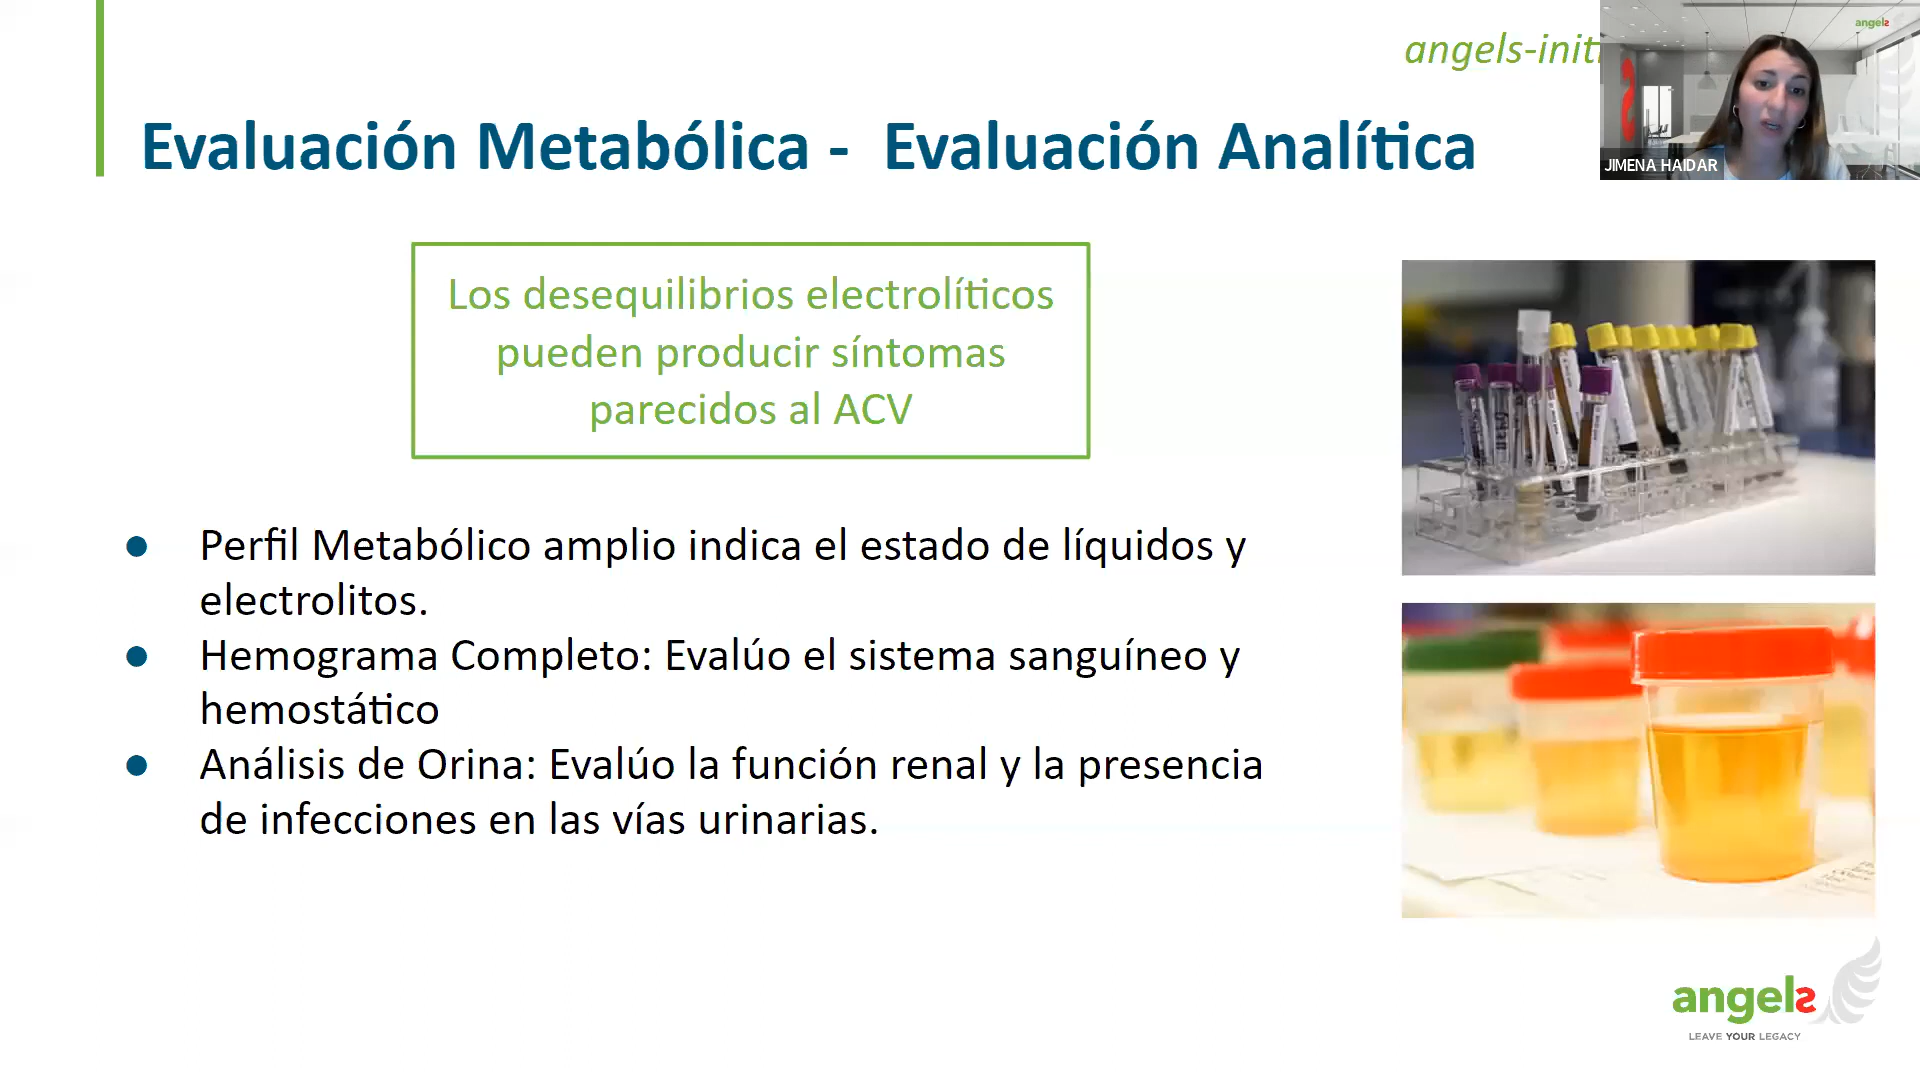 angels-initi
angels
JIMENA HAIDAR
Evaluación Metabólica - Evaluación Analítica
Los desequilibrios electrolíticos
pueden producir síntomas
parecidos al ACV
● Perfil Metabólico amplio indica el estado de líquidos y
electrolitos.
● Hemograma Completo: Evalúo el sistema sanguíneo y
hemostático
● Análisis de Orina: Evalúo la función renal y la presencia
de infecciones en las vías urinarias.
angels
LEAVE YOUR LEGACY